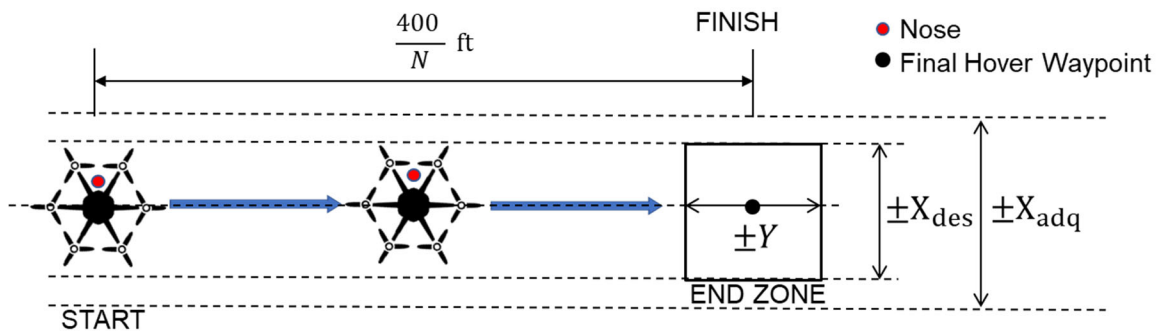 400/N ft
FINISH
Nose
Final Hover Waypoint
±X_des
±X_adq
±Y
END ZONE
START